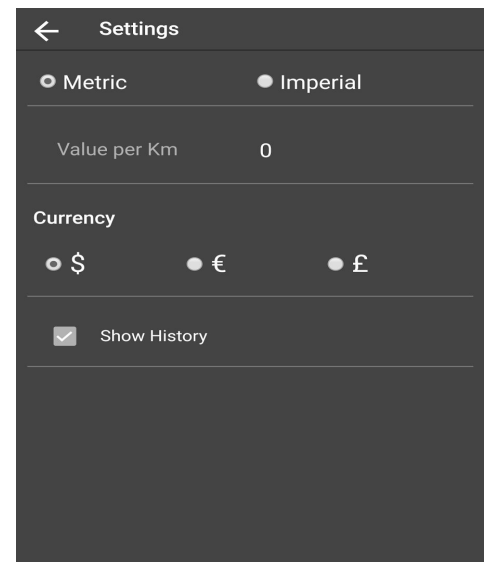 Settings
Metric Imperial
Value per Km 0
Currency
$ € £
Show History